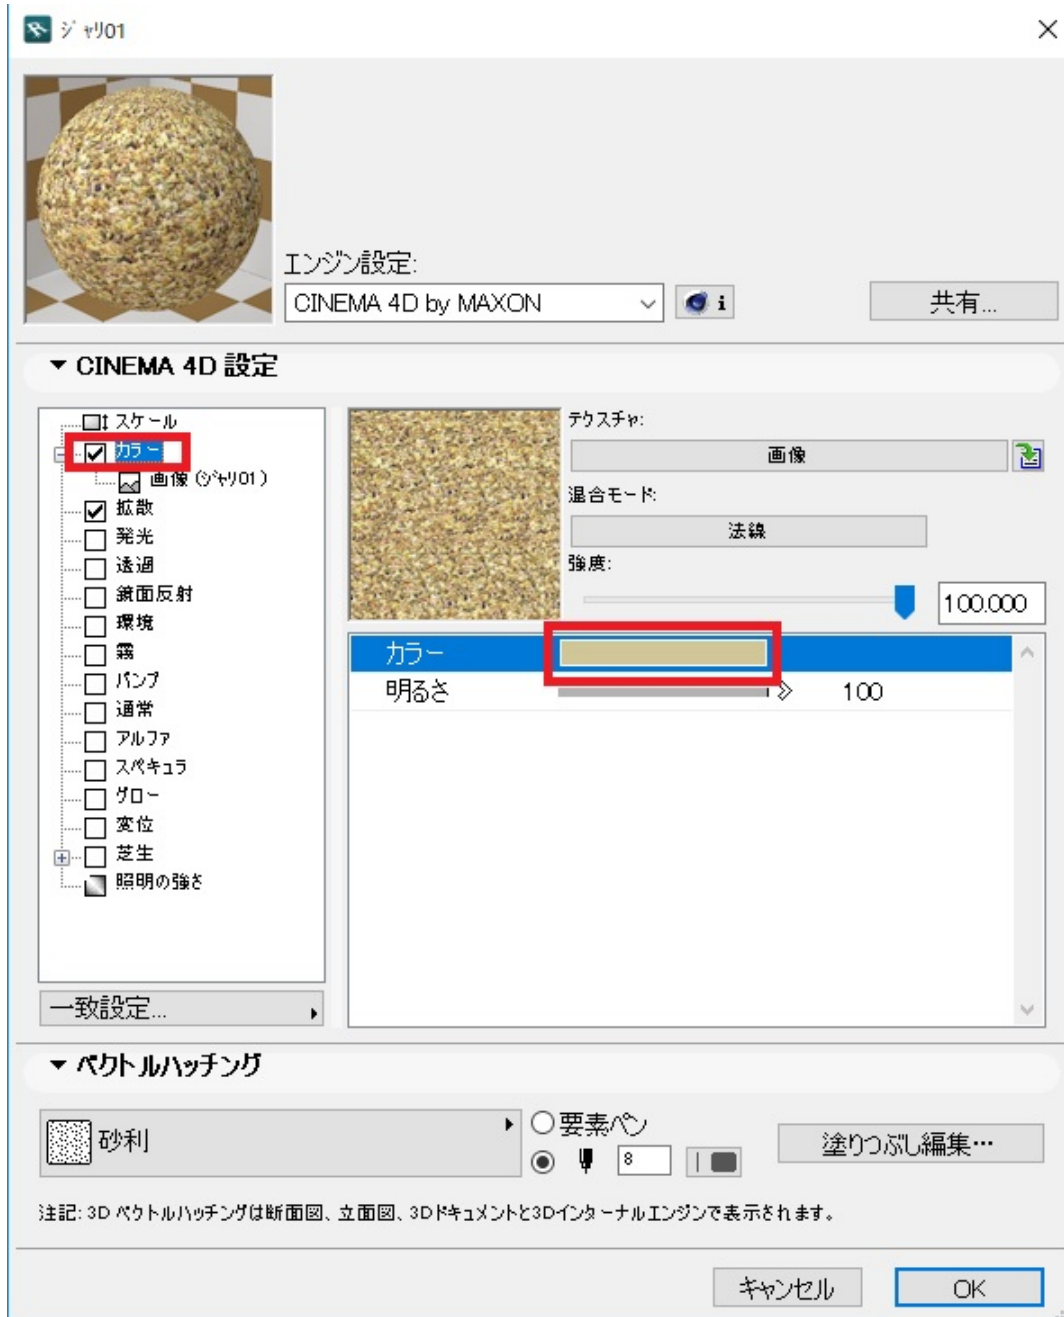 ジャリ01
エンジン設定:
CINEMA 4D by MAXON
i
共有...
CINEMA 4D 設定
スケール
カラー
画像 (ジャリ01)
拡散
発光
透過
鏡面反射
環境
霧
バンプ
通常
アルファ
スペキュラ
グロー
変位
芝生
照明の強さ
一致設定...
テクスチャ:
画像
混合モード:
法線
強度:
100.000
カラー
明るさ 100
ベクトルハッチング
砂利
要素ペン
8
塗りつぶし編集...
注記: 3D ベクトルハッチングは断面図、立面図、3Dドキュメントと3Dインターナルエンジンで表示されます。
キャンセル
OK